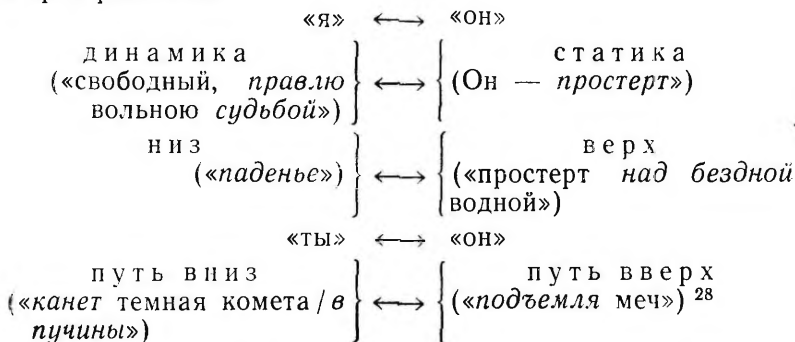 «я» ←→ «он»
динамика статика
(«свободный, правлю ←→ (Он — простерт»)
вольною судьбой»)
низ верх
(«паденье») ←→ («простерт над бездной
водной»)
«ты» ←→ «он»
путь вниз путь вверх
(«канет темная комета / в ←→ («подъемля меч») 28
пучины»)